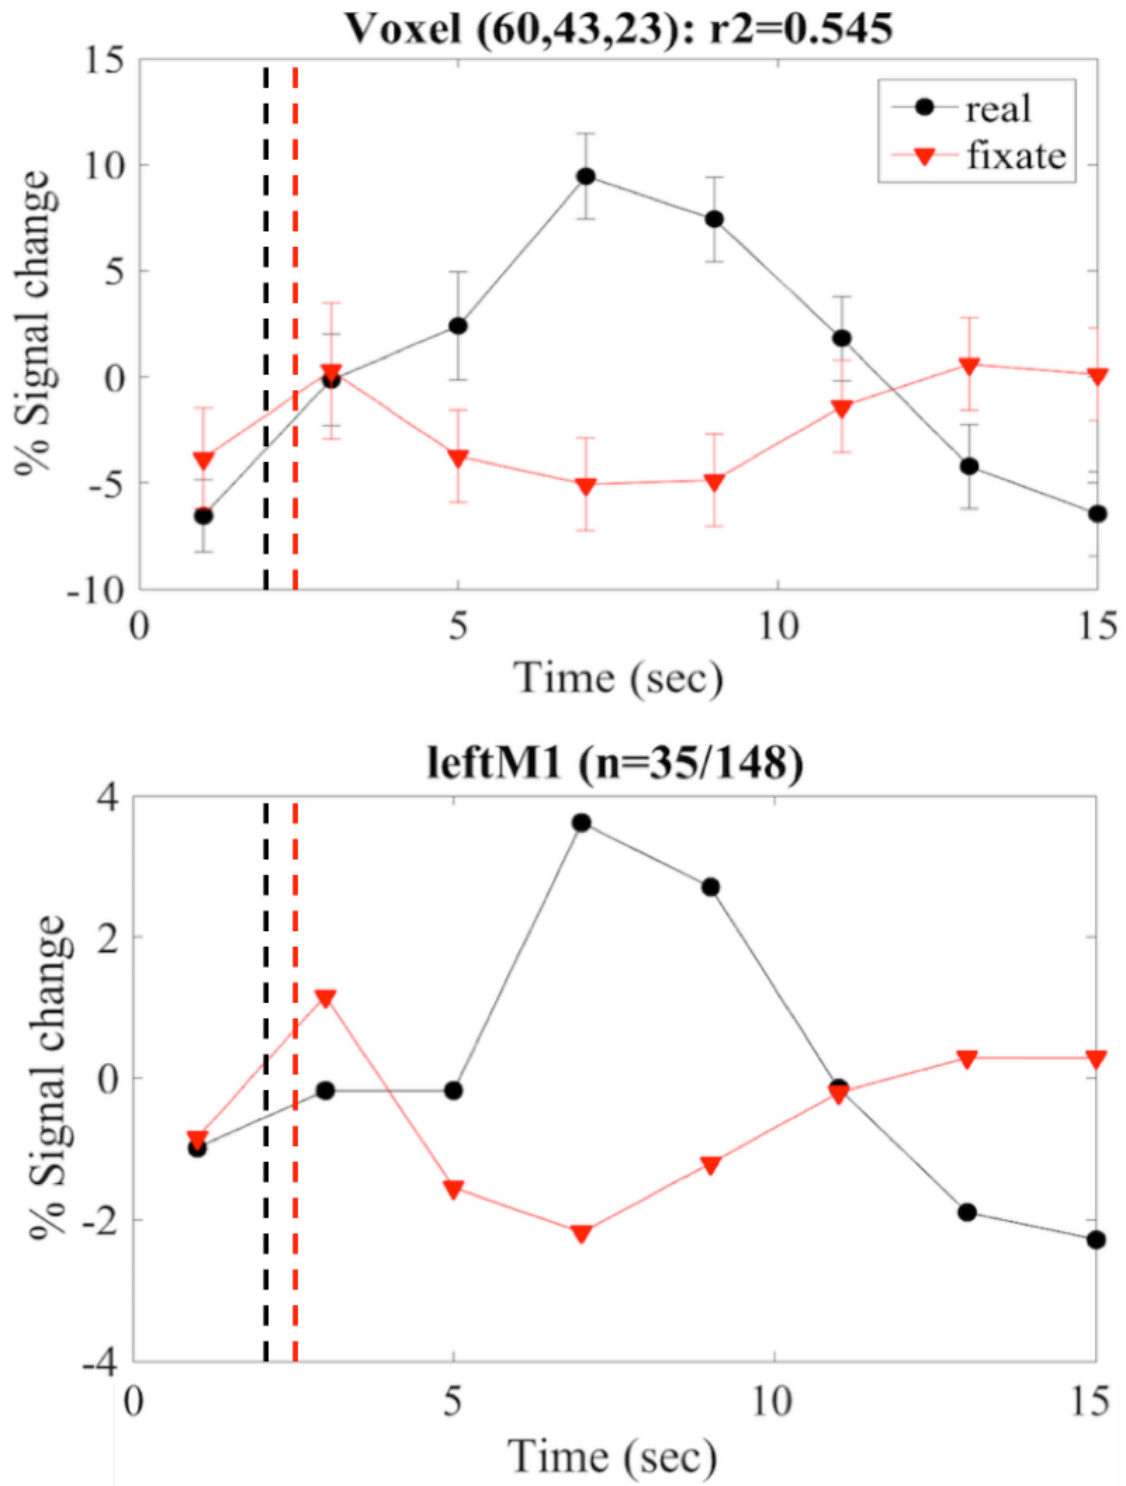 Voxel (60,43,23): r2=0.545
15
10
5
0
-5
-10
% Signal change
real
fixate
0 5 10 15
Time (sec)
leftM1 (n=35/148)
4
2
0
-2
-4
% Signal change
0 5 10 15
Time (sec)